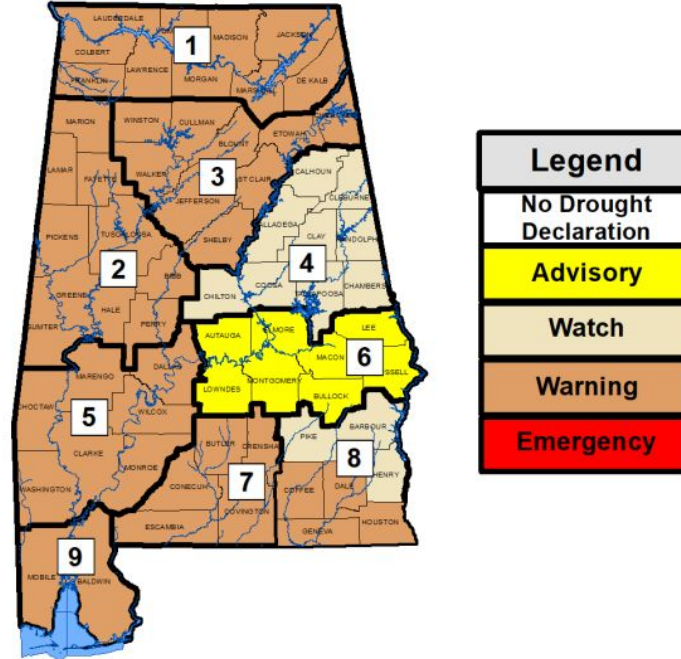 LAUDERDALE
MADISON
JACKSON
1
COLBERT
LAWRENCE
FRANKLIN
MORGAN
DE KALB
MARION
WINSTON
CULLMAN
ETOWAH
BLOUNT
LAMAR
FAYETTE
WALKER
3
ST CLAIR
CALHOUN
CLEBURNE
JEFFERSON
PICKENS
TUSCALOOSA
SHELBY
CLAY
2
BIBB
4
GREENE
HALE
CHILTON
COOSA
CHAMBERS
SUMTER
PERRY
AUTAUGA
LEE
MACON
6
DALLAS
MARENGO
LOWNDES
MONTGOMERY
BULLOCK
CHOCTAW
5
WILCOX
BUTLER
PIKE
BARBOUR
CLARKE
8
MONROE
CONECUH
7
COFFEE
DALE
HENRY
WASHINGTON
COVINGTON
ESCAMBIA
HOUSTON
GENEVA
9
MOBILE
BALDWIN
Legend
No Drought
Declaration
Advisory
Watch
Warning
Emergency